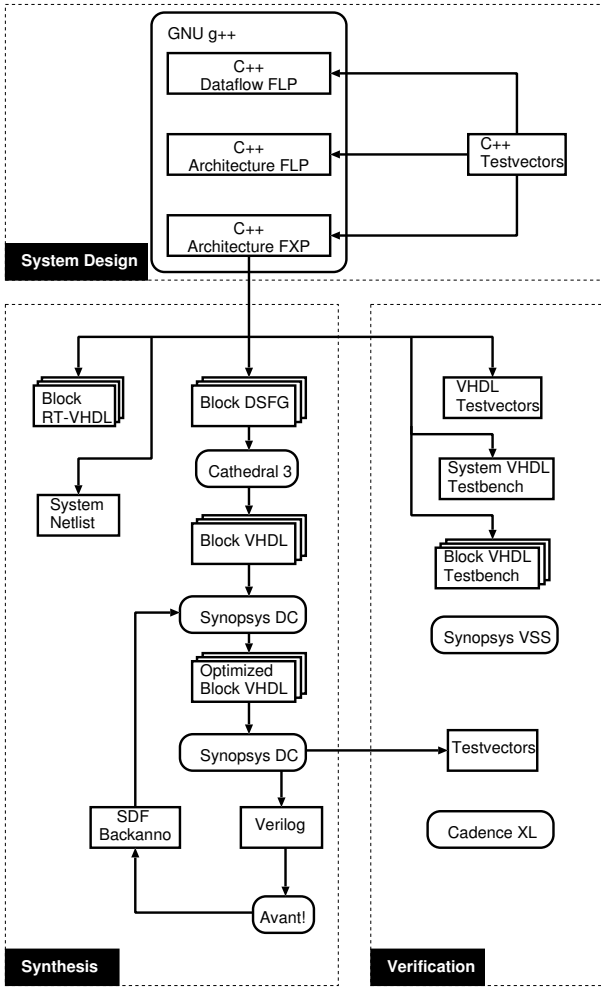 GNU g++
C++
Dataflow FLP
C++
Architecture FLP
C++
Testvectors
C++
Architecture FXP
System Design
Block
RT-VHDL
Block DSFG
VHDL
Testvectors
Cathedral 3
System VHDL
Testbench
System
Netlist
Block VHDL
Block VHDL
Testbench
Synopsys DC
Synopsys VSS
Optimized
Block VHDL
Synopsys DC
Testvectors
SDF
Backanno
Verilog
Cadence XL
Avant!
Synthesis
Verification